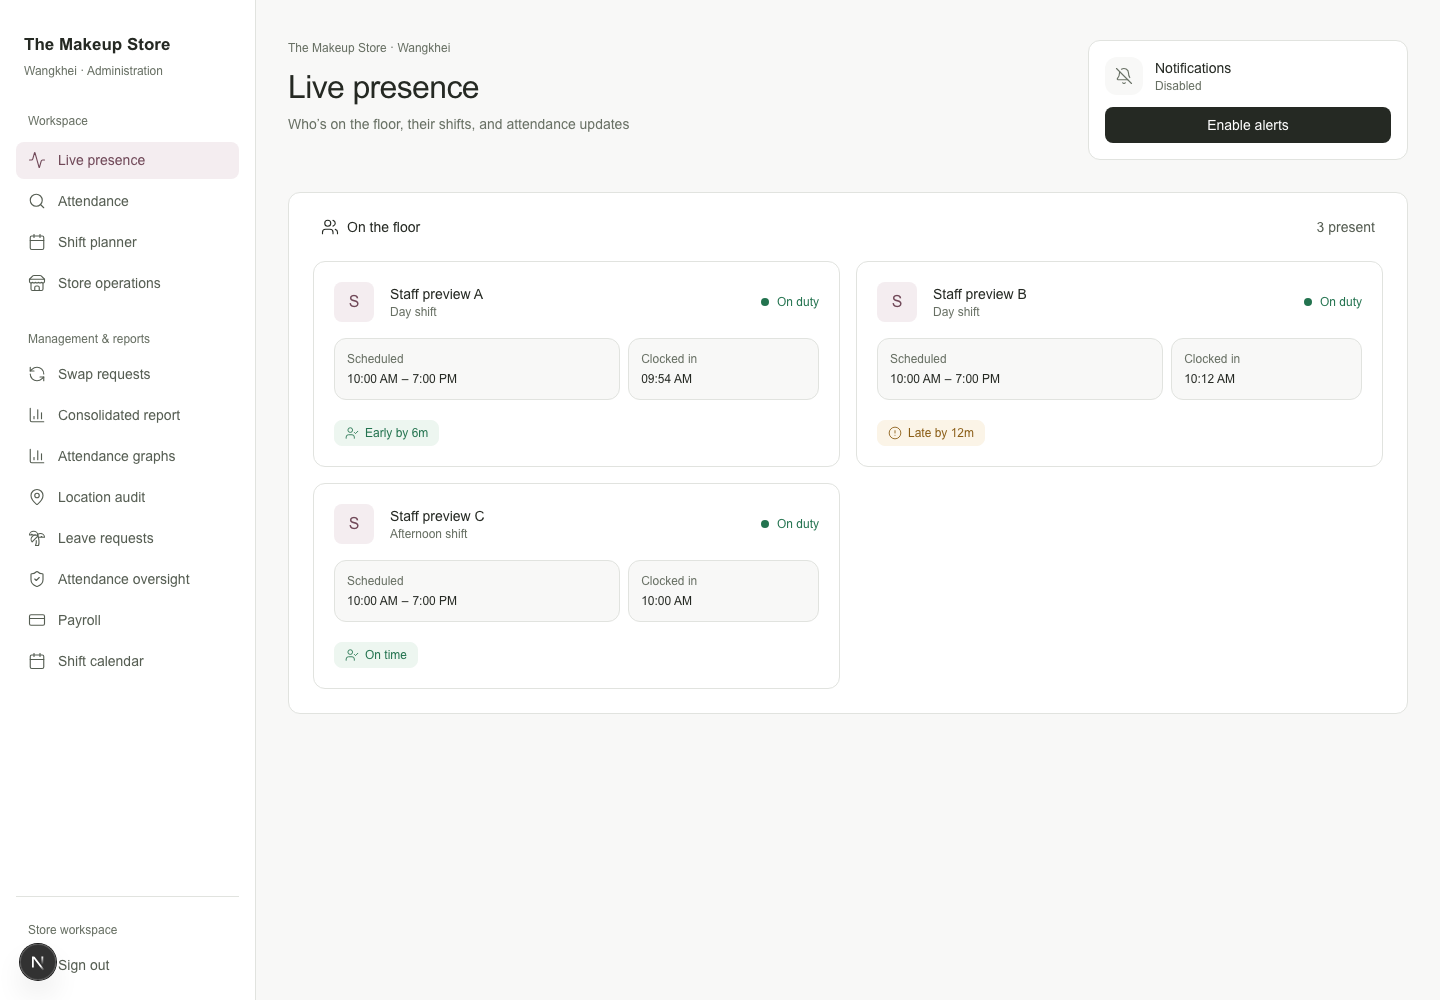 The Makeup Store
Wangkhei · Administration
Workspace
Live presence
Attendance
Shift planner
Store operations
Management & reports
Swap requests
Consolidated report
Attendance graphs
Location audit
Leave requests
Attendance oversight
Payroll
Shift calendar
Store workspace
N
Sign out
The Makeup Store · Wangkhei
Live presence
Who's on the floor, their shifts, and attendance updates
Notifications
Disabled
Enable alerts
On the floor
3 present
S
Staff preview A
Day shift
On duty
Scheduled
10:00 AM – 7:00 PM
Clocked in
09:54 AM
Early by 6m
S
Staff preview B
Day shift
On duty
Scheduled
10:00 AM – 7:00 PM
Clocked in
10:12 AM
Late by 12m
S
Staff preview C
Afternoon shift
On duty
Scheduled
10:00 AM – 7:00 PM
Clocked in
10:00 AM
On time